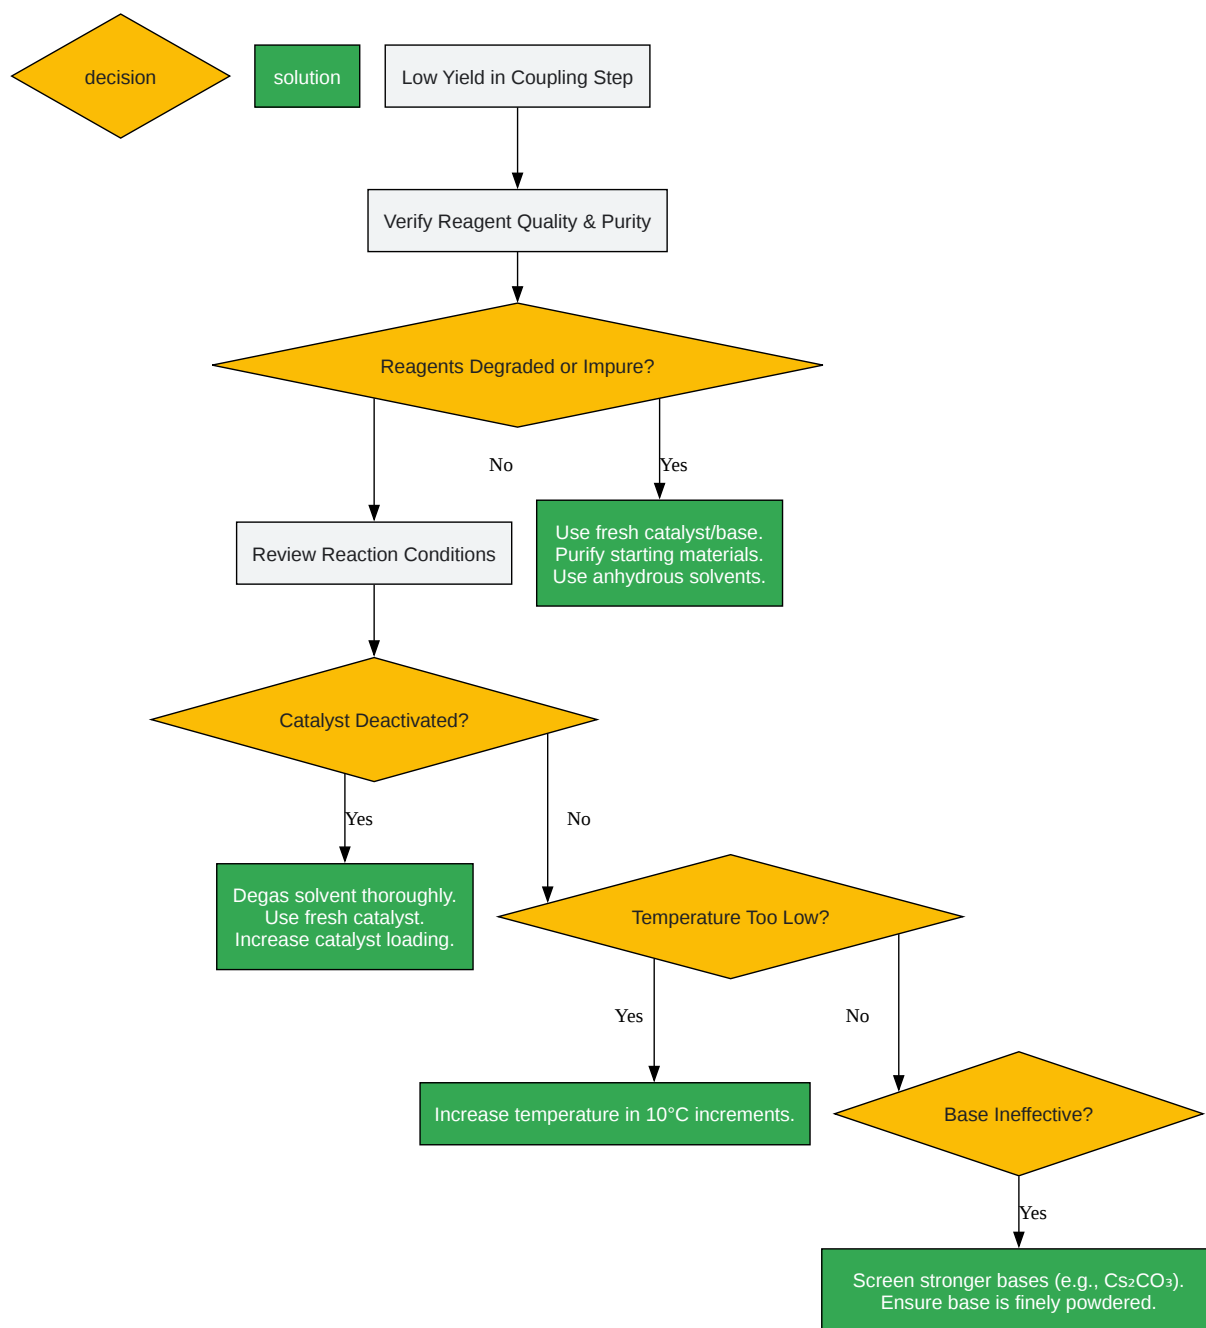 decision
solution
Low Yield in Coupling Step
Verify Reagent Quality & Purity
Reagents Degraded or Impure?
No
Yes
Use fresh catalyst/base.
Purify starting materials.
Use anhydrous solvents.
Review Reaction Conditions
Catalyst Deactivated?
Yes
No
Degas solvent thoroughly.
Use fresh catalyst.
Increase catalyst loading.
Temperature Too Low?
Yes
No
Increase temperature in 10°C increments.
Base Ineffective?
Yes
Screen stronger bases (e.g., Cs₂CO₃).
Ensure base is finely powdered.